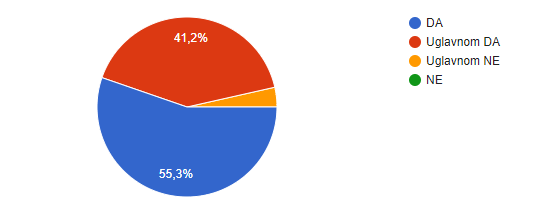 41,2%
55,3%
DA
Uglavnom DA
Uglavnom NE
NE